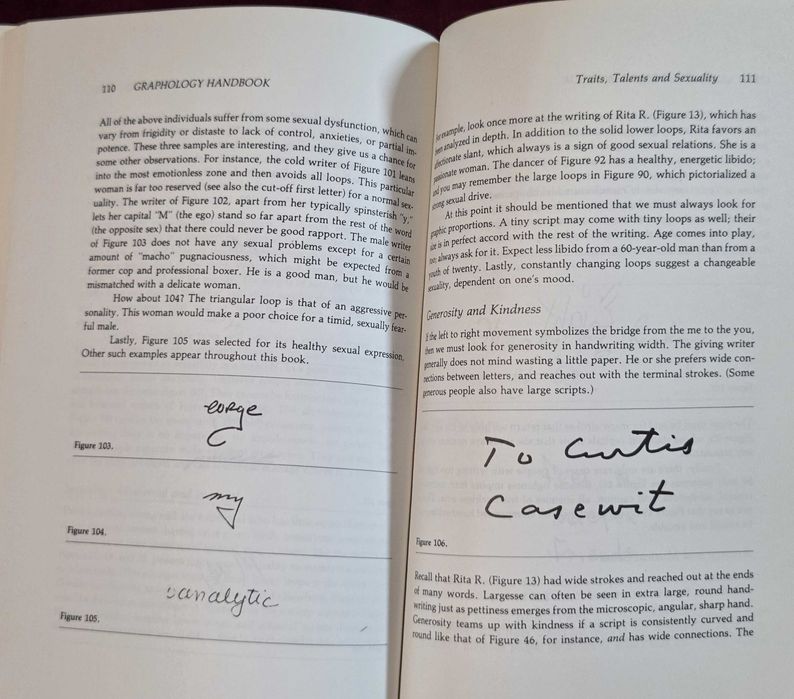 110 GRAPHOLOGY HANDBOOK
All of the above individuals suffer from some sexual dysfunction, which can
vary from frigidity or distaste to lack of control, anxieties, or partial im-
potence. These three samples are interesting, and they give us a chance for
some other observations. For instance, the cold writer of Figure 101 leans
into the most emotionless zone and then avoids all loops. This particular
woman is far too reserved (see also the cut-off first letter) for a normal sex-
uality. The writer of Figure 102, apart from her typically spinsterish "y,"
lets her capital "M" (the ego) stand so far apart from the rest of the word
(the opposite sex) that there could never be good rapport. The male writer
of Figure 103 does not have any sexual problems except for a certain
amount of "macho" pugnaciousness, which might be expected from a
former cop and professional boxer. He is a good man, but he would be
mismatched with a delicate woman.
How about 104? The triangular loop is that of an aggressive per-
sonality. This woman would make a poor choice for a timid, sexually fear-
ful male.
Lastly, Figure 105 was selected for its healthy sexual expression.
Other such examples appear throughout this book.
eorge
Figure 103.
my
Figure 104.
analytic
Figure 105.
Traits, Talents and Sexuality 111
example, look once more at the writing of Rita R. (Figure 13), which has
been analyzed in depth. In addition to the solid lower loops, Rita favors an
affectionate slant, which always is a sign of good sexual relations. She is a
passionate woman. The dancer of Figure 92 has a healthy, energetic libido;
and you may remember the large loops in Figure 90, which pictorialized a
strong sexual drive.
At this point it should be mentioned that we must always look for
graphic proportions. A tiny script may come with tiny loops as well; their
size is in perfect accord with the rest of the writing. Age comes into play,
too; always ask for it. Expect less libido from a 60-year-old man than from a
youth of twenty. Lastly, constantly changing loops suggest a changeable
sexuality, dependent on one's mood.
Generosity and Kindness
If the left to right movement symbolizes the bridge from the me to the you,
then we must look for generosity in handwriting width. The giving writer
generally does not mind wasting a little paper. He or she prefers wide con-
nections between letters, and reaches out with the terminal strokes. (Some
generous people also have large scripts.)
To Curtis
Casewit
Figure 106.
Recall that Rita R. (Figure 13) had wide strokes and reached out at the ends
of many words. Largesse can often be seen in extra large, round hand-
writing just as pettiness emerges from the microscopic, angular, sharp hand.
Generosity teams up with kindness if a script is consistently curved and
round like that of Figure 46, for instance, and has wide connections. The